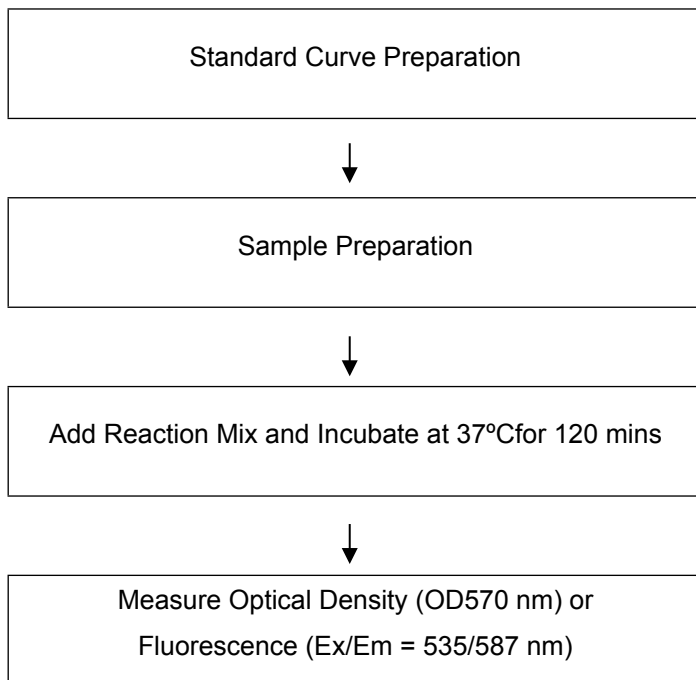 Standard Curve Preparation
Sample Preparation
Add Reaction Mix and Incubate at 37ºCfor 120 mins
Measure Optical Density (OD570 nm) or
Fluorescence (Ex/Em = 535/587 nm)